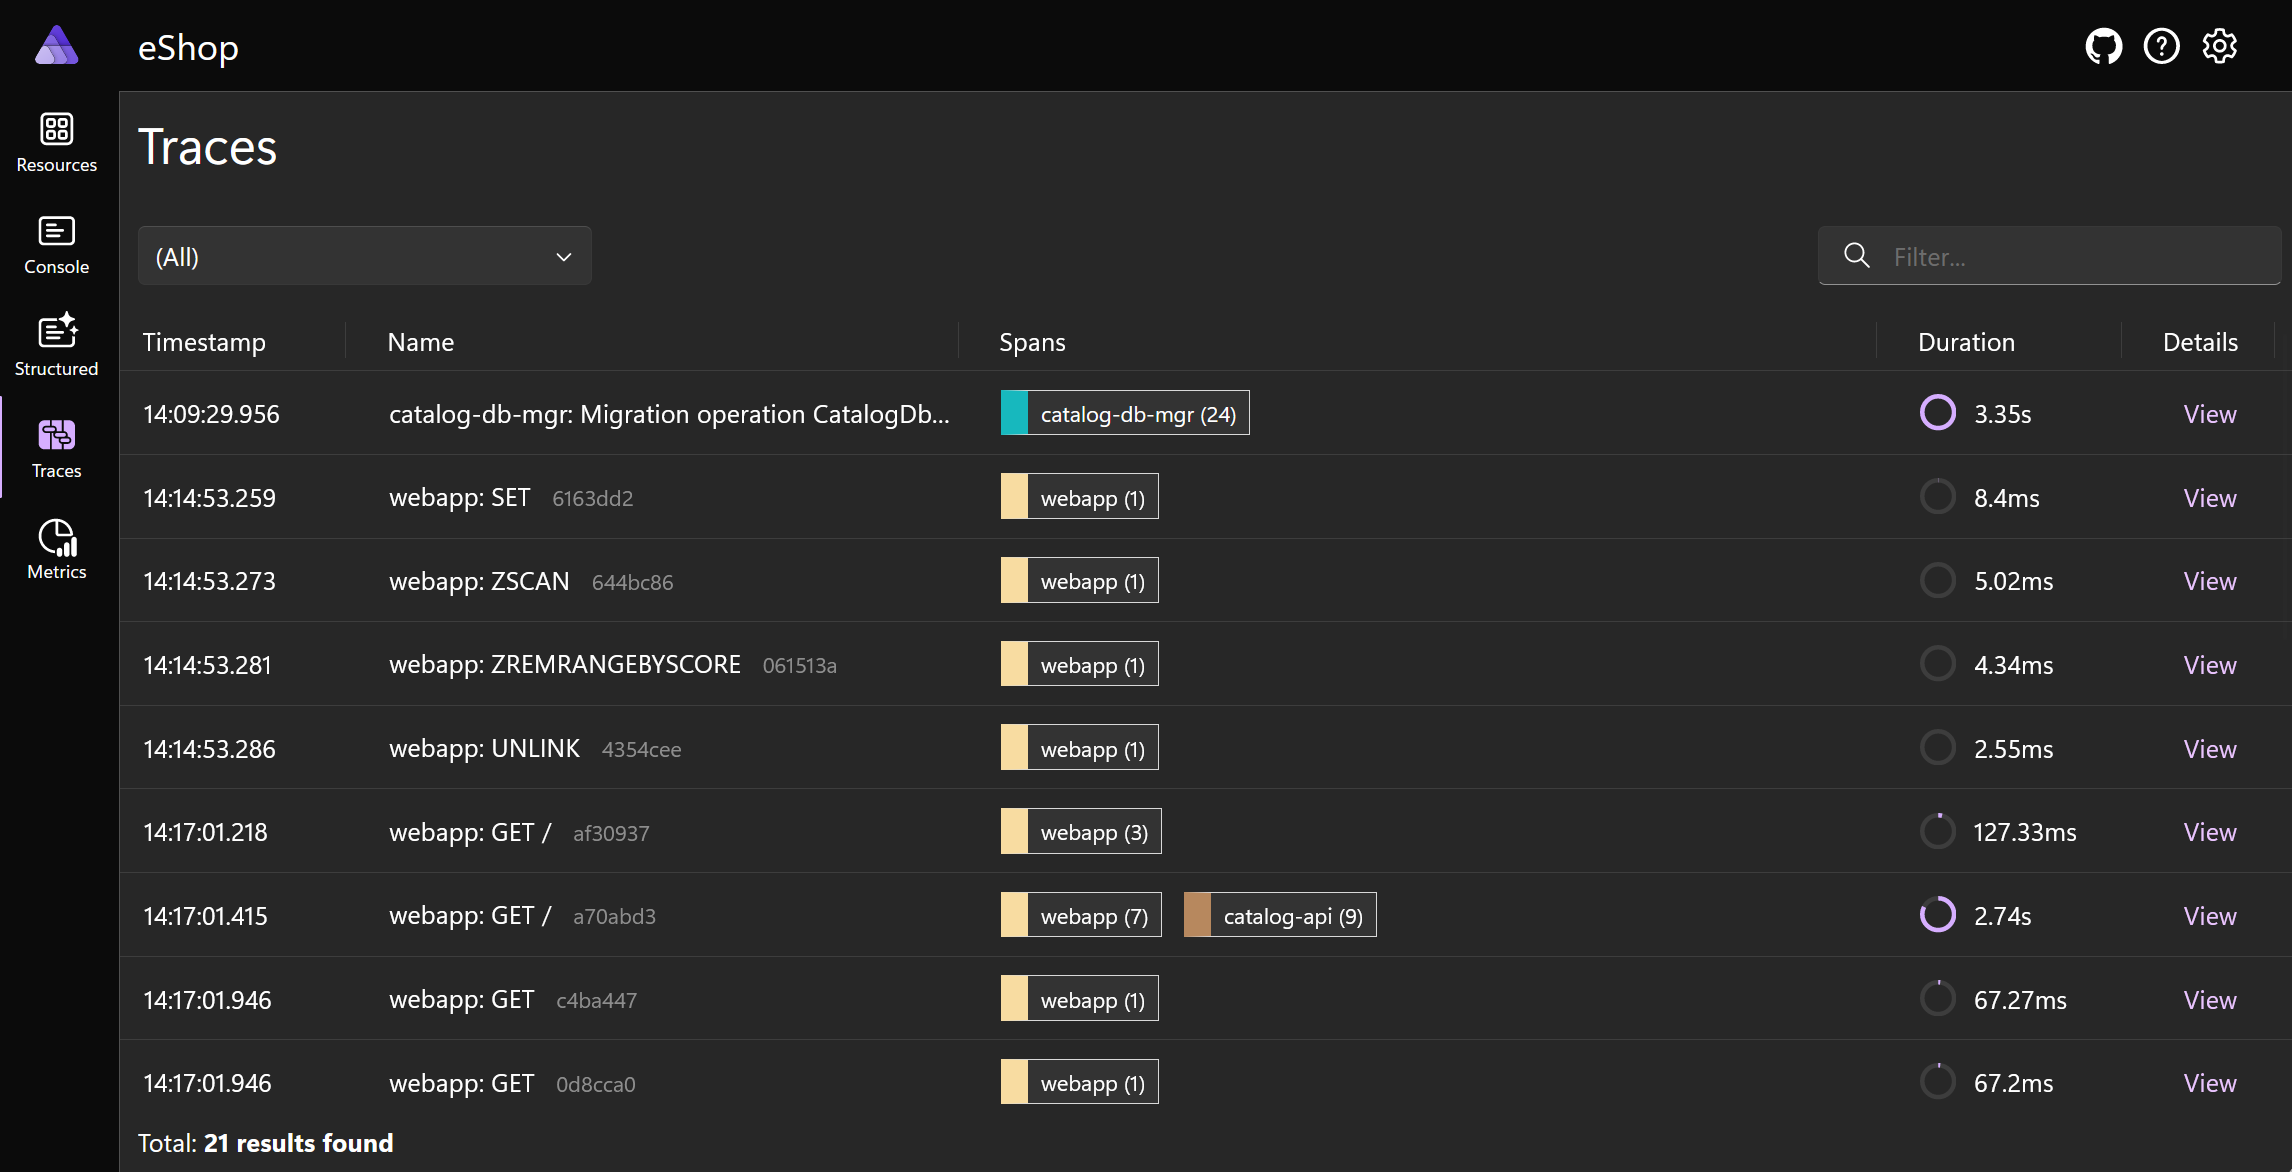 eShop
Resources
Console
Structured
Traces
Metrics
Traces
(All)
Filter...
Timestamp Name Spans Duration Details
14:09:29.956 catalog-db-mgr: Migration operation CatalogDb... catalog-db-mgr (24) 3.35s View
14:14:53.259 webapp: SET 6163dd2 webapp (1) 8.4ms View
14:14:53.273 webapp: ZSCAN 644bc86 webapp (1) 5.02ms View
14:14:53.281 webapp: ZREMRANGEBYSCORE 061513a webapp (1) 4.34ms View
14:14:53.286 webapp: UNLINK 4354cee webapp (1) 2.55ms View
14:17:01.218 webapp: GET / af30937 webapp (3) 127.33ms View
14:17:01.415 webapp: GET / a70abd3 webapp (7) catalog-api (9) 2.74s View
14:17:01.946 webapp: GET c4ba447 webapp (1) 67.27ms View
14:17:01.946 webapp: GET 0d8cca0 webapp (1) 67.2ms View
Total: 21 results found